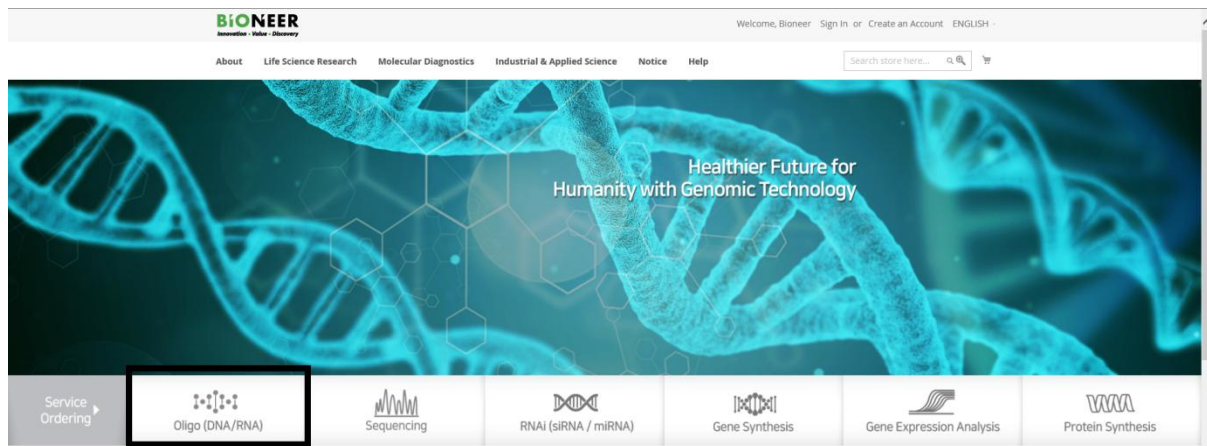 BiONEER
Innovation • Value • Discovery
Welcome, Bioneer Sign In or Create an Account ENGLISH
About Life Science Research Molecular Diagnostics Industrial & Applied Science Notice Help
Search store here...
Healthier Future for
Humanity with Genomic Technology
Service
Ordering
Oligo (DNA/RNA)
Sequencing
RNAi (siRNA / miRNA)
Gene Synthesis
Gene Expression Analysis
Protein Synthesis